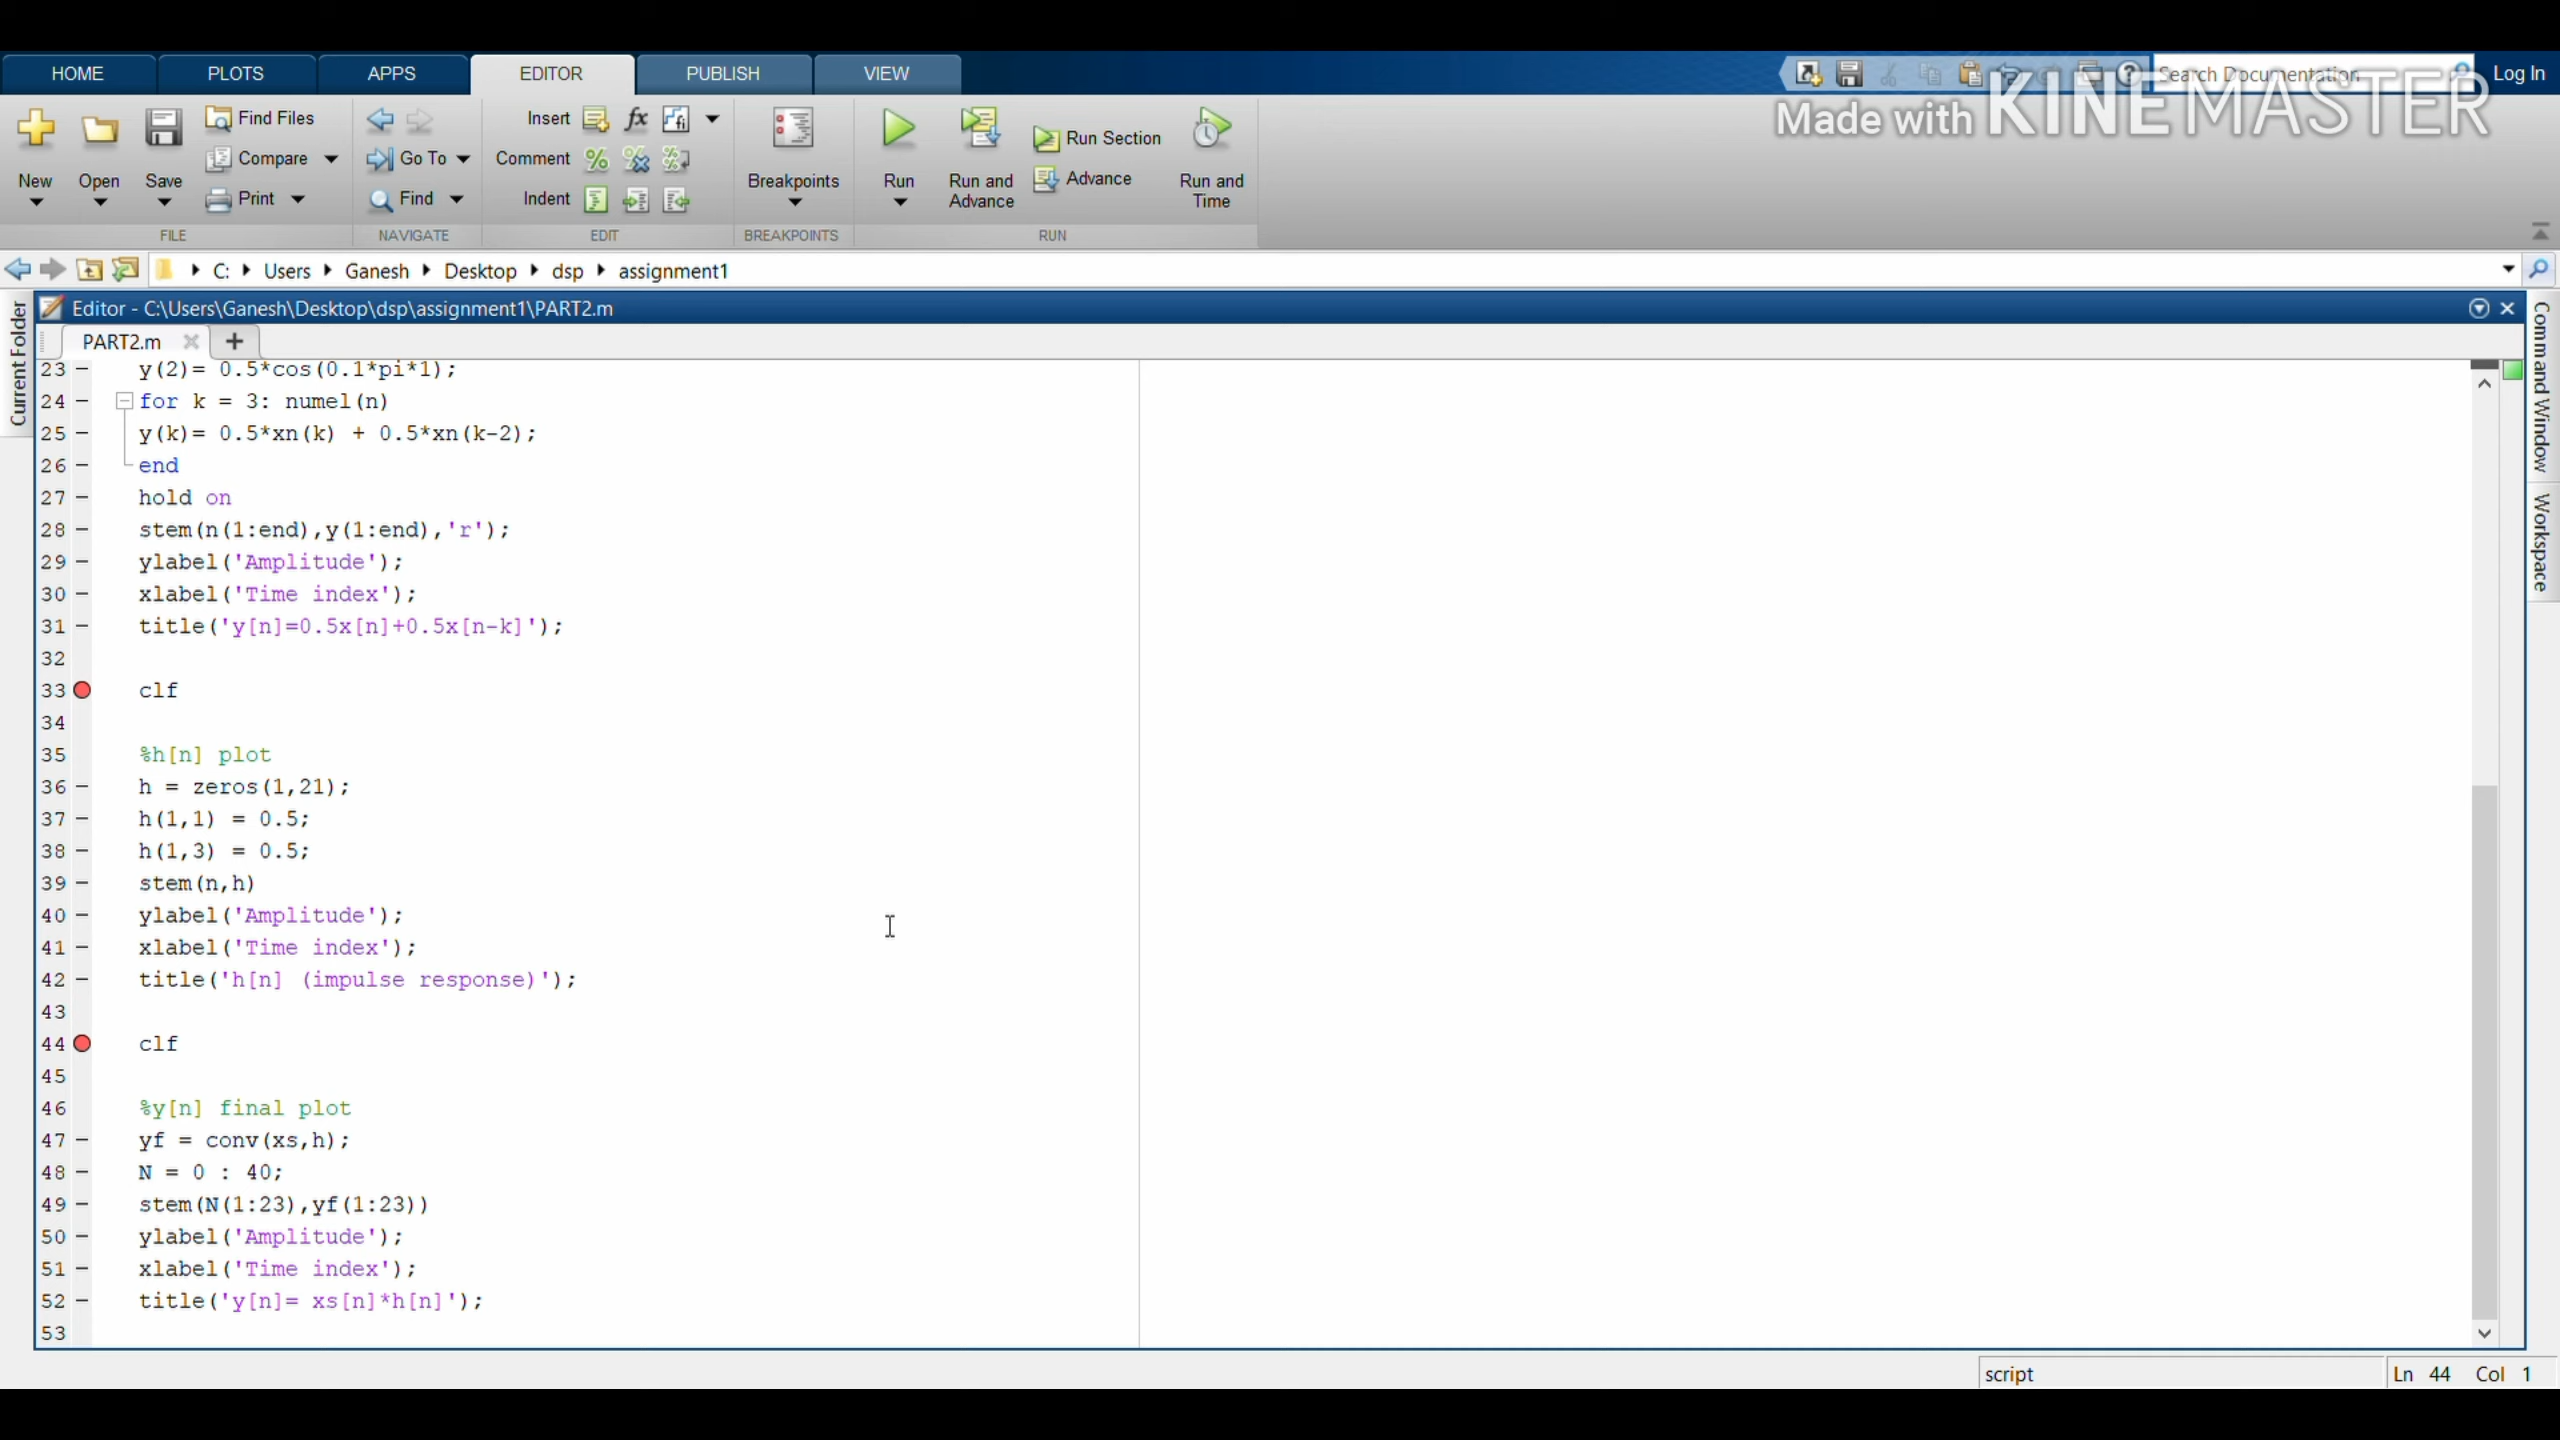 HOME PLOTS APPS EDITOR PUBLISH VIEW Search Documentation Log In
Made with KINEMASTER
Find Files Insert fx
Compare Go To Comment Run Section
New Open Save Print Find Indent Breakpoints Run Run and Advance Advance Run and Time
FILE NAVIGATE EDIT BREAKPOINTS RUN
C: Users Ganesh Desktop dsp assignment1
Editor - C:\Users\Ganesh\Desktop\dsp\assignment1\PART2.m
PART2.m
Current Folder
Command Window
Workspace
23 – y(2)= 0.5*cos(0.1*pi*1);
24 – for k = 3: numel(n)
25 – y(k)= 0.5*xn(k) + 0.5*xn(k-2);
26 – end
27 – hold on
28 – stem(n(1:end),y(1:end),'r');
29 – ylabel('Amplitude');
30 – xlabel('Time index');
31 – title('y[n]=0.5x[n]+0.5x[n-k]');
32
33 clf
34
35 %h[n] plot
36 – h = zeros(1,21);
37 – h(1,1) = 0.5;
38 – h(1,3) = 0.5;
39 – stem(n,h)
40 – ylabel('Amplitude');
41 – xlabel('Time index');
42 – title('h[n] (impulse response)');
43
44 clf
45
46 %y[n] final plot
47 – yf = conv(xs,h);
48 – N = 0 : 40;
49 – stem(N(1:23),yf(1:23))
50 – ylabel('Amplitude');
51 – xlabel('Time index');
52 – title('y[n]= xs[n]*h[n]');
53
script Ln 44 Col 1